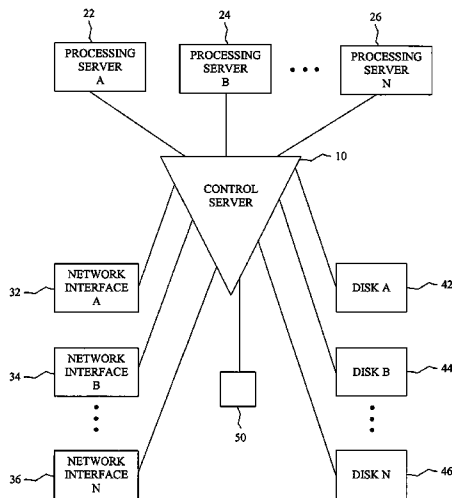 22
24
26
PROCESSING
SERVER
A
PROCESSING
SERVER
B
PROCESSING
SERVER
N
10
CONTROL
SERVER
32
NETWORK
INTERFACE
A
DISK A
42
34
NETWORK
INTERFACE
B
DISK B
44
50
36
NETWORK
INTERFACE
N
DISK N
46